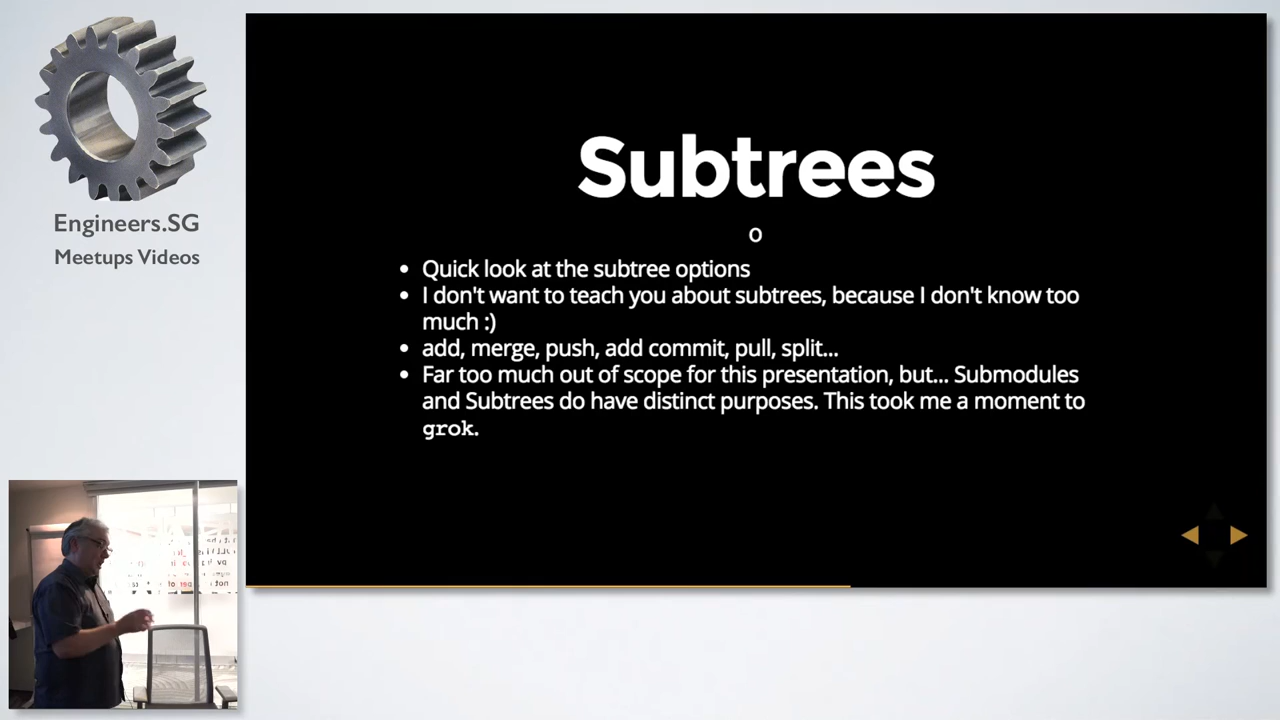 Engineers.SG
Meetups Videos
Subtrees
o
• Quick look at the subtree options
• I don't want to teach you about subtrees, because I don't know too
much :)
• add, merge, push, add commit, pull, split...
• Far too much out of scope for this presentation, but... Submodules
and Subtrees do have distinct purposes. This took me a moment to
grok.